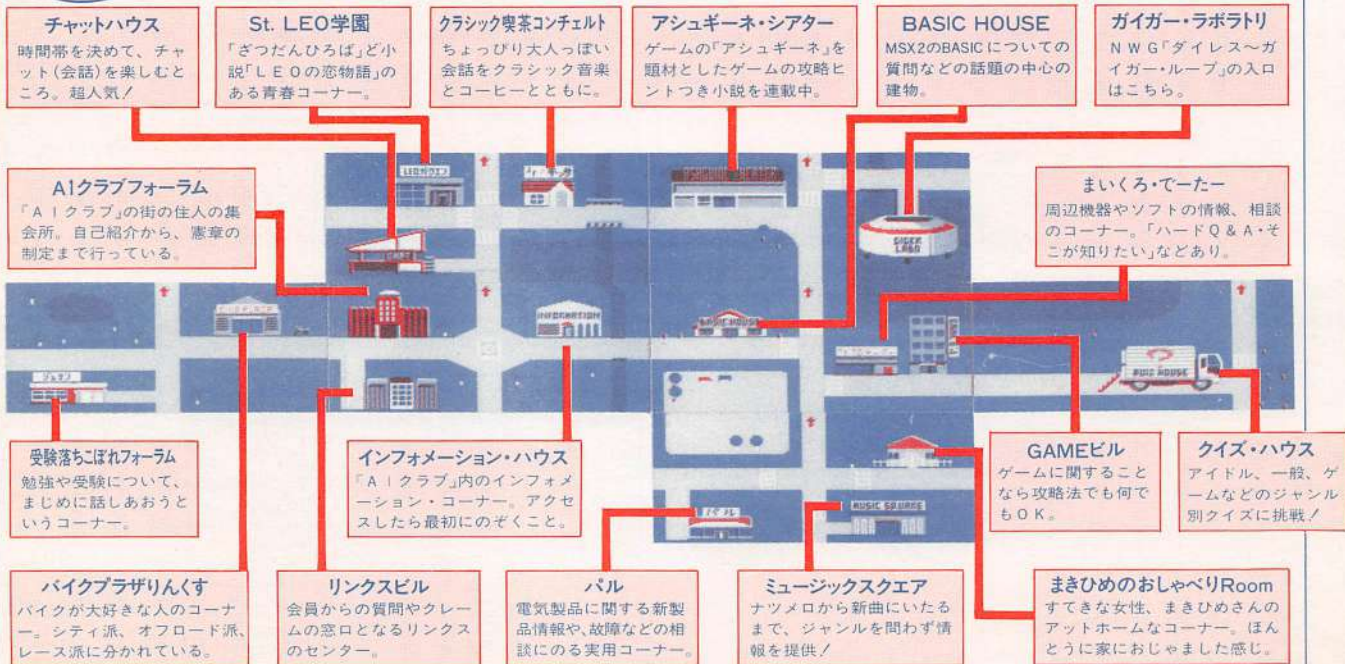 チャットハウス
時間帯を決めて、チャ
ット(会話)を楽しむと
ころ。超人気!
St. LEO学園
「ざつだんひろば」ど小
説「LEOの恋物語」の
ある青春コーナー。
クラシック喫茶コンチェルト
ちょっぴり大人っぽい
会話をクラシック音楽
とコーヒーとともに。
アシュギーネ・シアター
ゲームの「アシュギーネ」を
題材としたゲームの攻略ヒ
ントつき小説を連載中。
BASIC HOUSE
MSX2のBASICについての
質問などの話題の中心の
建物。
ガイガー・ラボラトリ
NWG「ダイレス〜ガ
イガー・ループ」の入口
はこちら。
AIクラブフォーラム
「AIクラブ」の街の住人の集
会所。自己紹介から、憲章の
制定まで行っている。
まいくろ・でーたー
周辺機器やソフトの情報、相談
のコーナー。「ハードQ&A・そ
こが知りたい」などあり。
LEOガクエン
GIGER
LABO
INFORMATION
BASIC HOUSE
QUIZ HOUSE
MUSIC SQUARE
パル
受験落ちこぼれフォーラム
勉強や受験について、
まじめに話しあおうと
いうコーナー。
インフォメーション・ハウス
「AIクラブ」内のインフォメ
ーション・コーナー。アクセ
スしたら最初にのぞくこと。
GAMEビル
ゲームに関すること
なら攻略法でも何で
もOK。
クイズ・ハウス
アイドル、一般、ゲ
ームなどのジャンル
別クイズに挑戦!
バイクプラザりんくす
バイクが大好きな人のコーナ
ー。シティ派、オフロード派、
レース派に分かれている。
リンクスビル
会員からの質問やクレー
ムの窓口となるリンクス
のセンター。
パル
電気製品に関する新製
品情報や、故障などの相
談にのる実用コーナー。
ミュージックスクエア
ナツメロから新曲にいたる
まで、ジャンルを問わず情
報を提供!
まきひめのおしゃべりRoom
すてきな女性、まきひめさんの
アットホームなコーナー。ほん
とうに家におじゃました感じ。